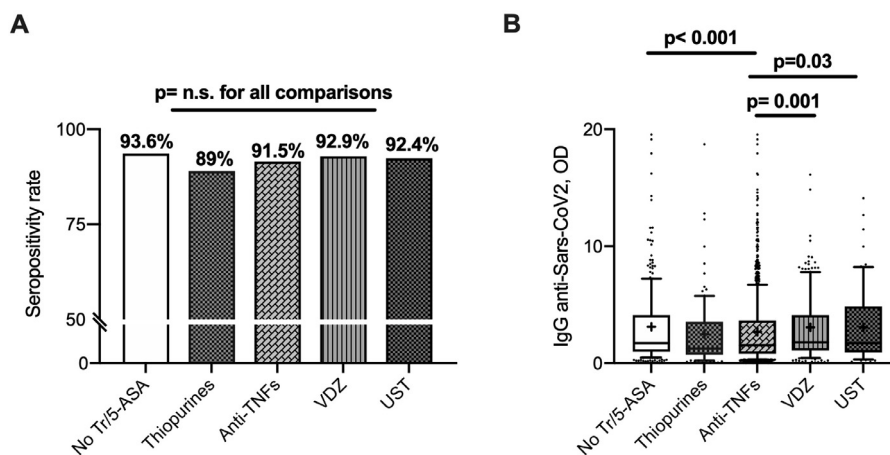 A
p= n.s. for all comparisons
100
75
50
0
Seropositivity rate
93.6%
89%
91.5%
92.9%
92.4%
No Tr/5-ASA
Thiopurines
Anti-TNFs
VDZ
UST
B
p< 0.001
p=0.03
p= 0.001
20
10
0
IgG anti-Sars-CoV2, OD
No Tr/5-ASA
Thiopurines
Anti-TNFs
VDZ
UST